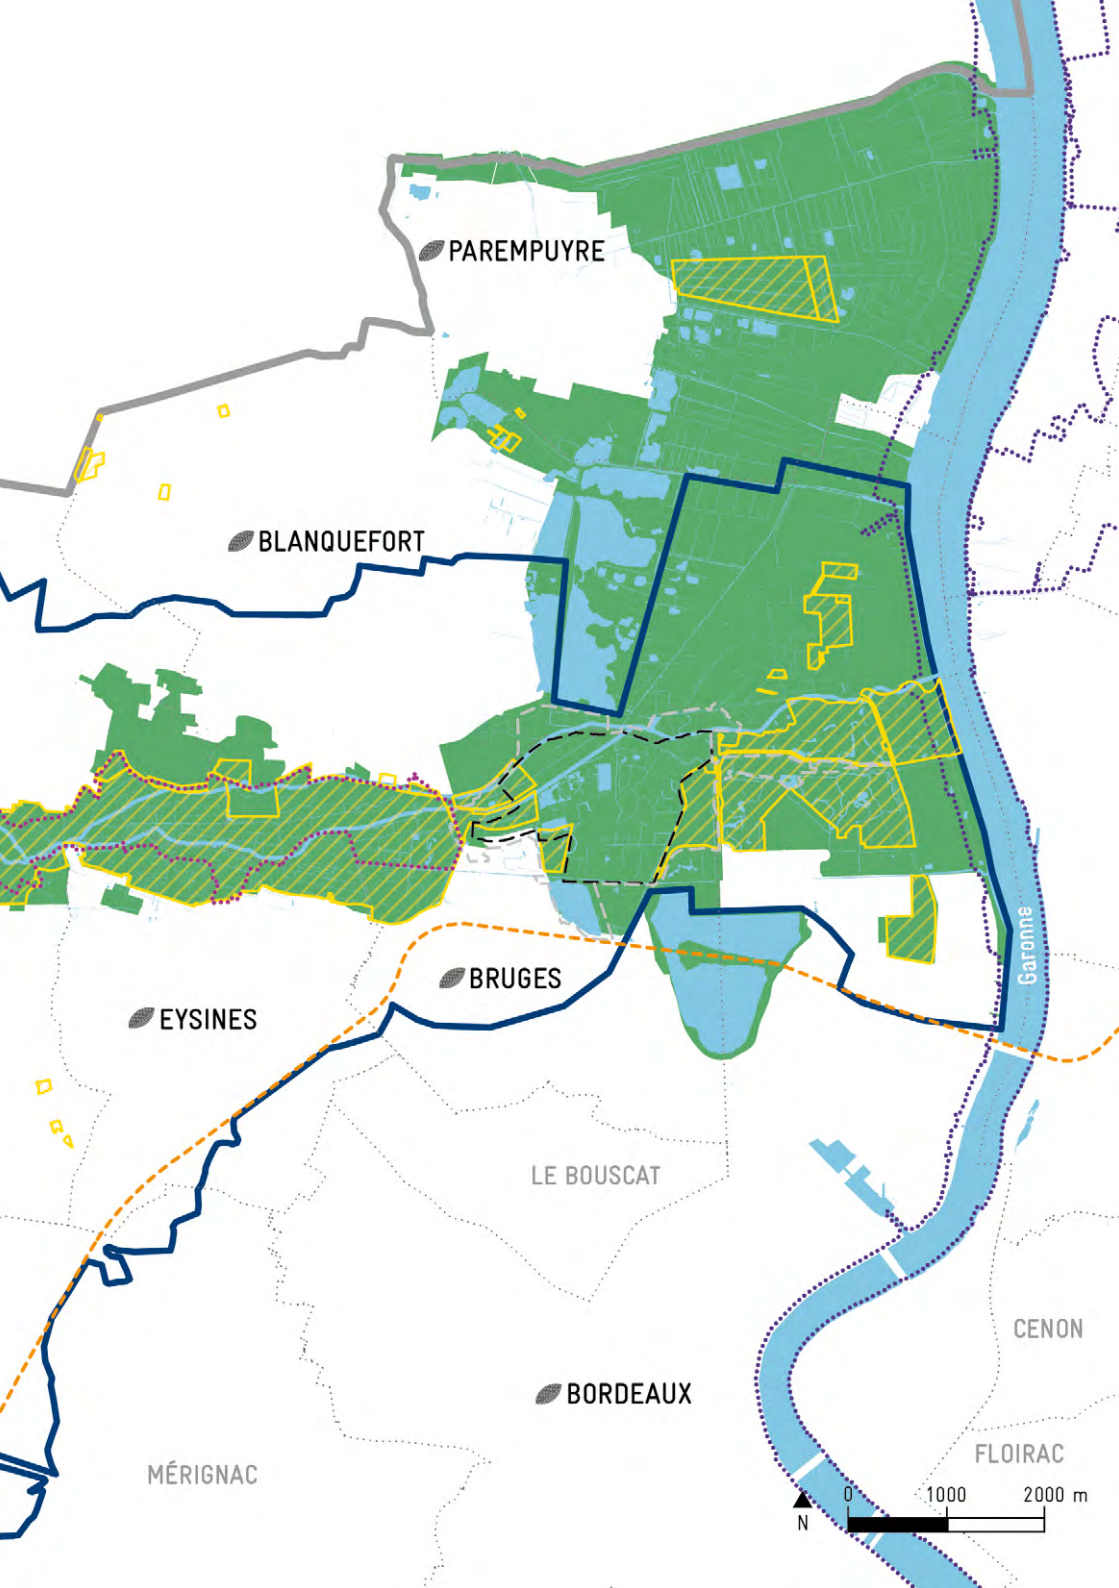 PAREMPUYRE
BLANQUEFORT
Garonne
BRUGES
EYSINES
LE BOUSCAT
CENON
BORDEAUX
FLOIRAC
MÉRIGNAC
0 1000 2000 m
N